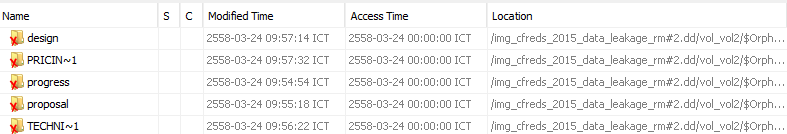 Name S C Modified Time Access Time Location
design 2558-03-24 09:57:14 ICT 2558-03-24 00:00:00 ICT /img_cfreds_2015_data_leakage_rm#2.dd/vol_vol2/$Orph...
PRICIN~1 2558-03-24 09:57:32 ICT 2558-03-24 00:00:00 ICT /img_cfreds_2015_data_leakage_rm#2.dd/vol_vol2/$Orph...
progress 2558-03-24 09:54:54 ICT 2558-03-24 00:00:00 ICT /img_cfreds_2015_data_leakage_rm#2.dd/vol_vol2/$Orph...
proposal 2558-03-24 09:55:18 ICT 2558-03-24 00:00:00 ICT /img_cfreds_2015_data_leakage_rm#2.dd/vol_vol2/$Orph...
TECHNI~1 2558-03-24 09:56:22 ICT 2558-03-24 00:00:00 ICT /img_cfreds_2015_data_leakage_rm#2.dd/vol_vol2/$Orph...